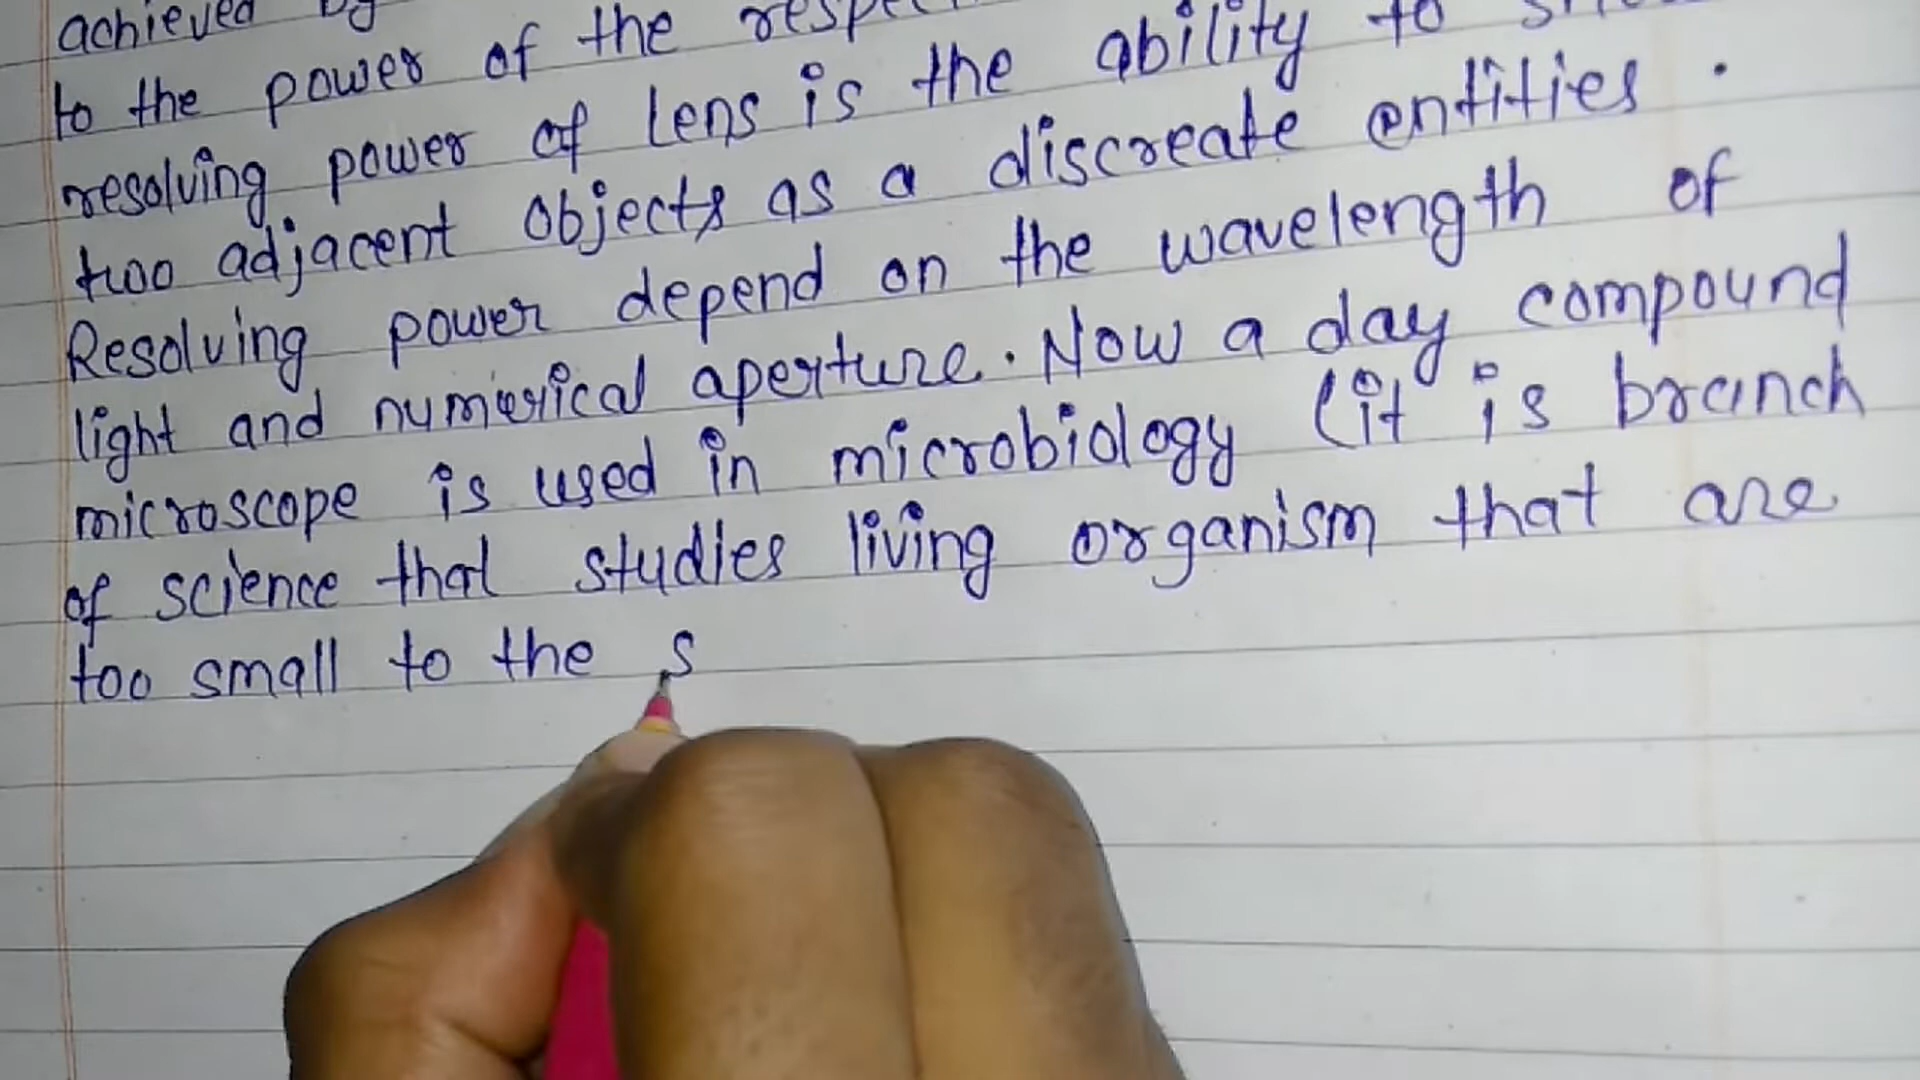 achieved by
to the power of the
resolving power of lens is the ability to
two adjacent objects as a discreate entities .
Resolving power depend on the wavelength of
light and numerical aperture. Now a day compound
microscope is used in microbiology (it is branch
of science that studies living organism that are
too small to the s